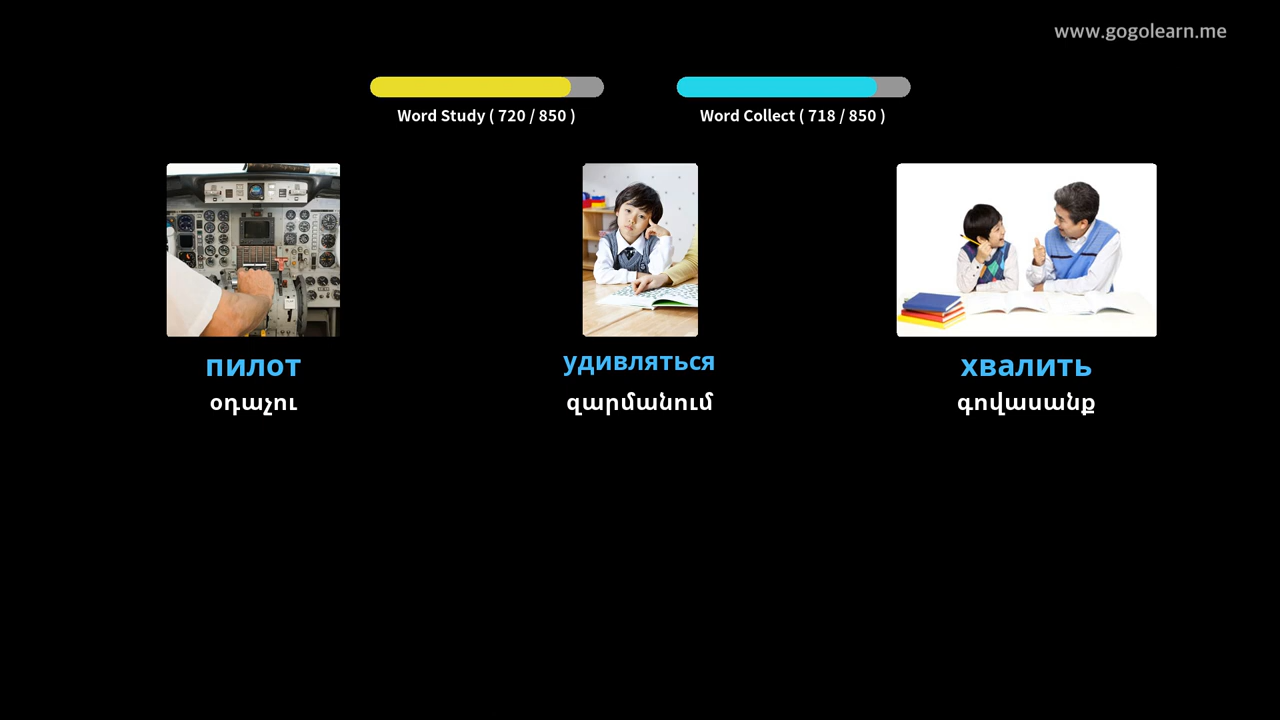 www.gogolearn.me
Word Study ( 720 / 850 )
Word Collect ( 718 / 850 )
пилот
удивляться
хвалить
օդաչու
զարմանում
գովասանք